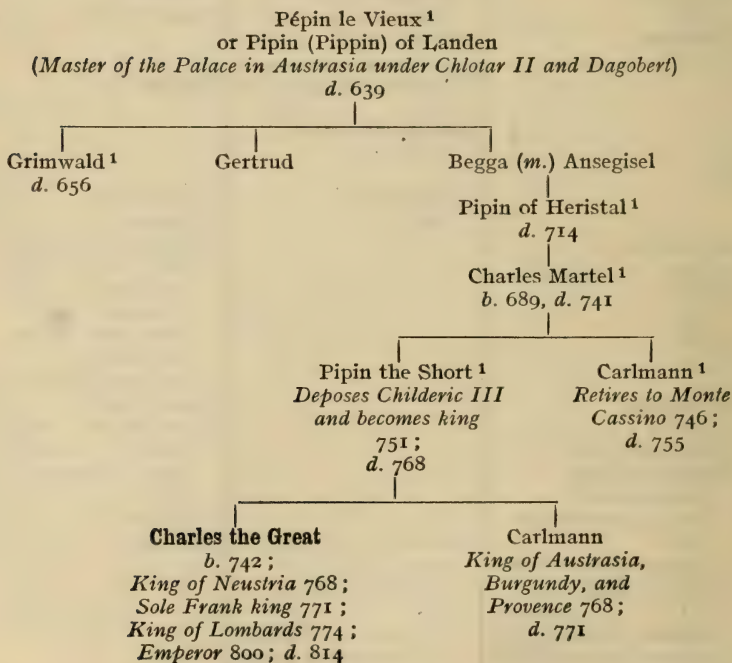 Pépin le Vieux ¹
or Pipin (Pippin) of Landen
(Master of the Palace in Austrasia under Chlotar II and Dagobert)
d. 639
Grimwald ¹
d. 656
Gertrud
Begga (m.) Ansegisel
Pipin of Heristal ¹
d. 714
Charles Martel ¹
b. 689, d. 741
Pipin the Short ¹
Deposes Childeric III
and becomes king
751 ;
d. 768
Carlmann ¹
Retires to Monte
Cassino 746 ;
d. 755
Charles the Great
b. 742 ;
King of Neustria 768 ;
Sole Frank king 771 ;
King of Lombards 774 ;
Emperor 800 ; d. 814
Carlmann
King of Austrasia,
Burgundy, and
Provence 768 ;
d. 771